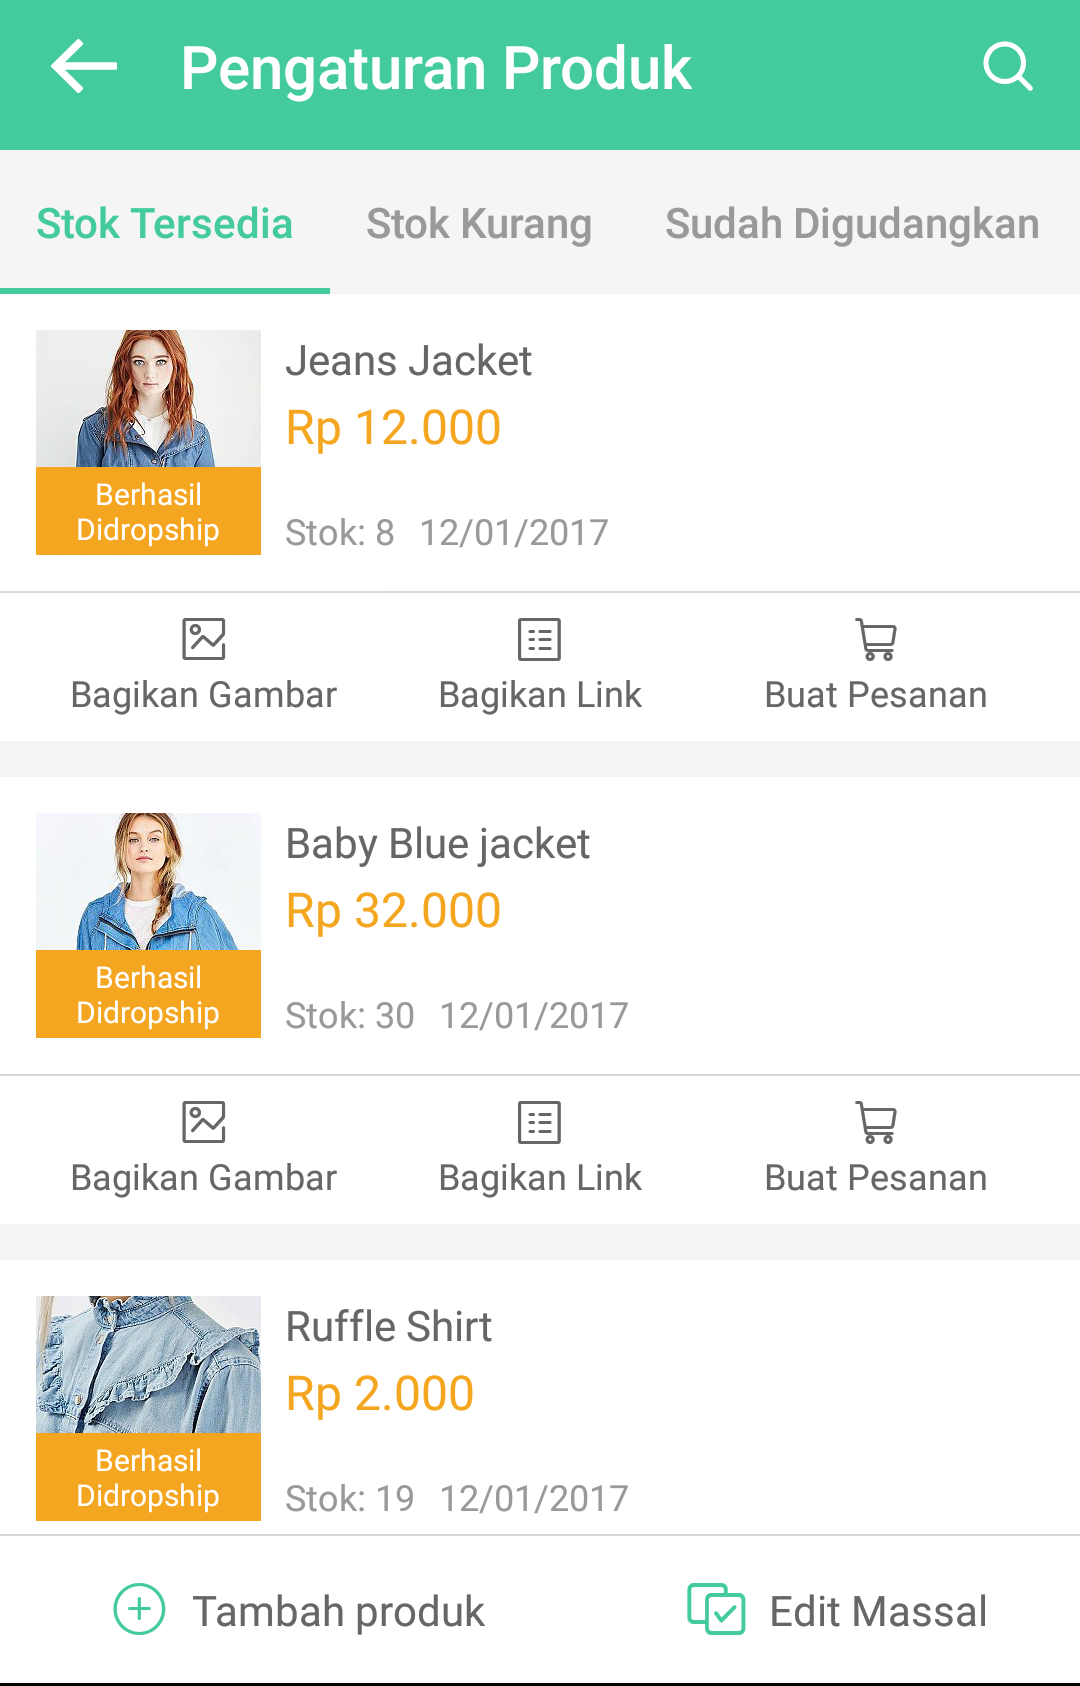 Pengaturan Produk
Stok Tersedia
Stok Kurang
Sudah Digudangkan
Jeans Jacket
Rp 12.000
Berhasil
Didropship
Stok: 8 12/01/2017
Bagikan Gambar
Bagikan Link
Buat Pesanan
Baby Blue jacket
Rp 32.000
Berhasil
Didropship
Stok: 30 12/01/2017
Bagikan Gambar
Bagikan Link
Buat Pesanan
Ruffle Shirt
Rp 2.000
Berhasil
Didropship
Stok: 19 12/01/2017
Tambah produk
Edit Massal